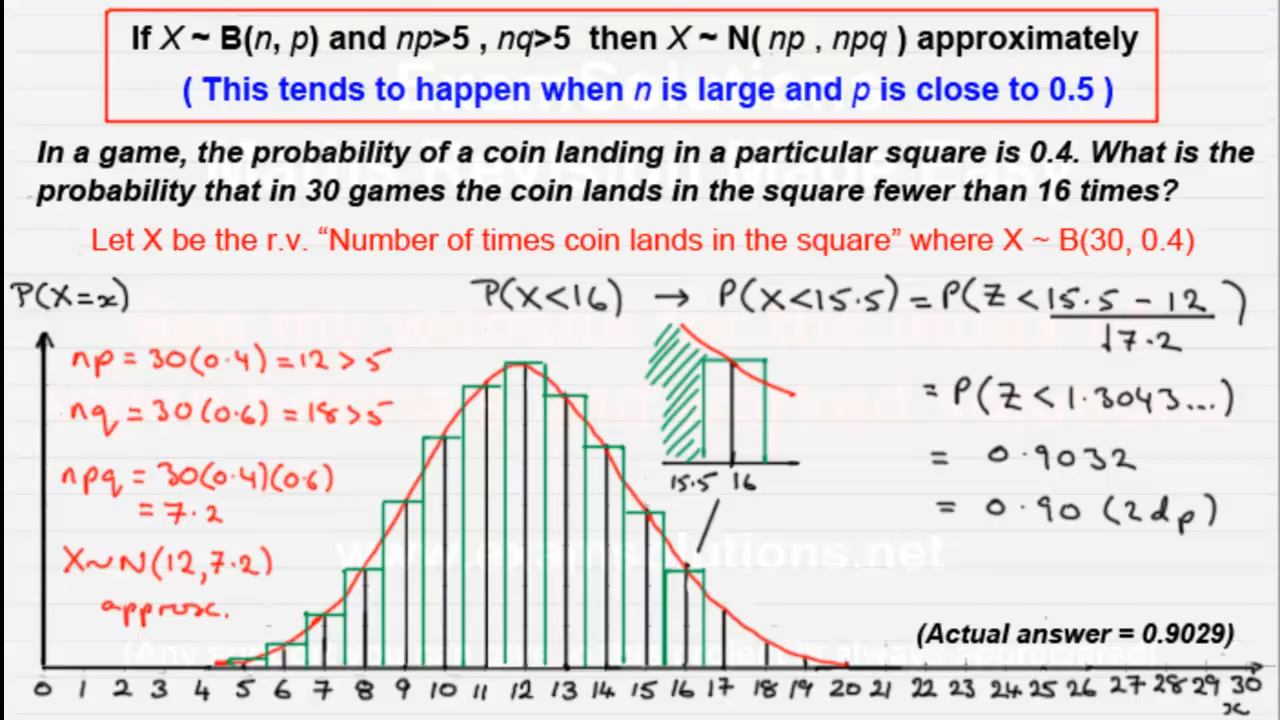 If X ~ B(n, p) and np>5 , nq>5 then X ~ N( np , npq ) approximately
( This tends to happen when n is large and p is close to 0.5 )
In a game, the probability of a coin landing in a particular square is 0.4. What is the
probability that in 30 games the coin lands in the square fewer than 16 times?
Let X be the r.v. “Number of times coin lands in the square” where X ~ B(30, 0.4)
P(X=x)
P(X<16) → P(X<15.5) = P(Z < 15.5 - 12 / √7.2)
np = 30(0.4) = 12 > 5
nq = 30(0.6) = 18 > 5
npq = 30(0.4)(0.6)
= 7.2
X~N(12,7.2)
approx.
15.5 16
= P(Z < 1.3043...)
= 0.9032
= 0.90 (2dp)
www.examsolutions.net
(Actual answer = 0.9029)
0 1 2 3 4 5 6 7 8 9 10 11 12 13 14 15 16 17 18 19 20 21 22 23 24 25 26 27 28 29 30
x